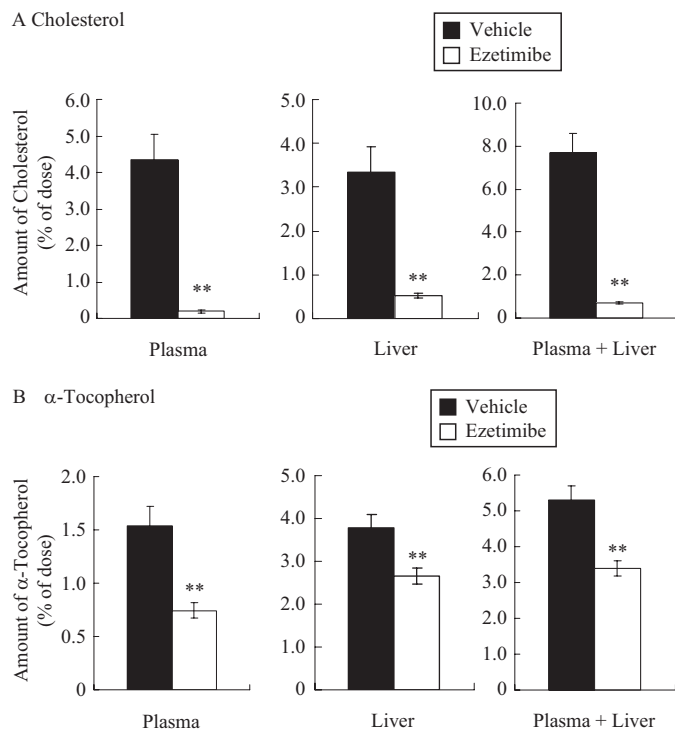 A Cholesterol
Vehicle
Ezetimibe
Amount of Cholesterol
(% of dose)
6.0
5.0
4.0
3.0
2.0
1.0
0
**
Plasma
5.0
4.0
3.0
2.0
1.0
0
**
Liver
10.0
8.0
6.0
4.0
2.0
0
**
Plasma + Liver
B α-Tocopherol
Vehicle
Ezetimibe
Amount of α-Tocopherol
(% of dose)
2.0
1.5
1.0
0.5
0
**
Plasma
5.0
4.0
3.0
2.0
1.0
0
**
Liver
6.0
5.0
4.0
3.0
2.0
1.0
0
**
Plasma + Liver